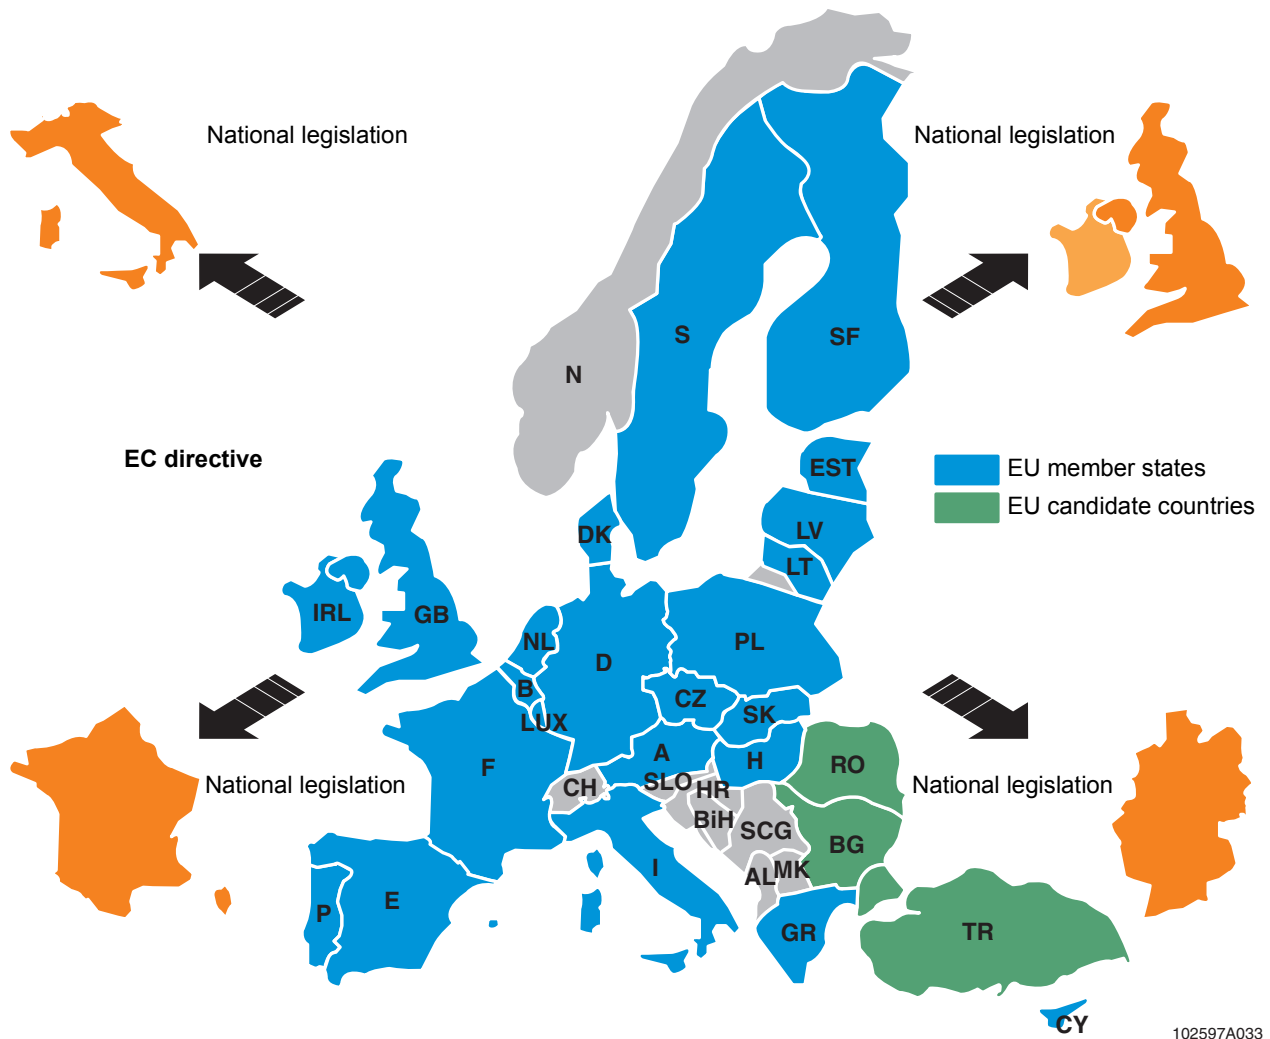 National legislation
National legislation
N
S
SF
EC directive
EU member states
EU candidate countries
EST
DK
LV
LT
IRL
GB
NL
D
PL
B
CZ
LUX
SK
F
A
H
RO
National legislation
National legislation
CH
SLO
HR
BiH
SCG
BG
I
AL
MK
P
E
GR
TR
CY
102597A033